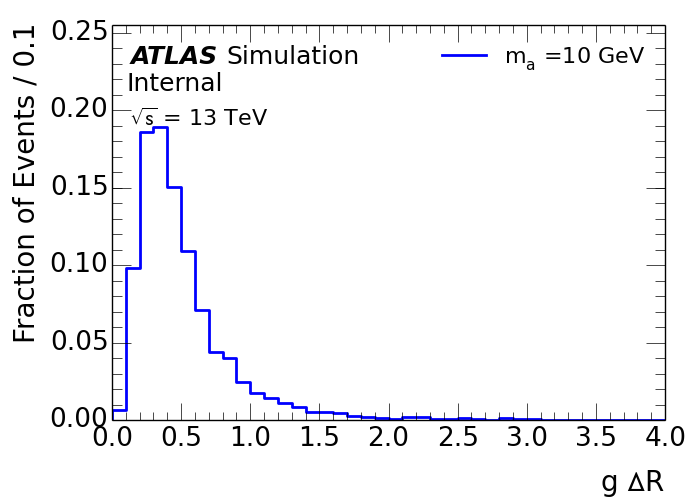 0.25
ATLAS Simulation
Internal
√s = 13 TeV
m_a =10 GeV
Fraction of Events / 0.1
0.20
0.15
0.10
0.05
0.00
0.0 0.5 1.0 1.5 2.0 2.5 3.0 3.5 4.0
g ΔR